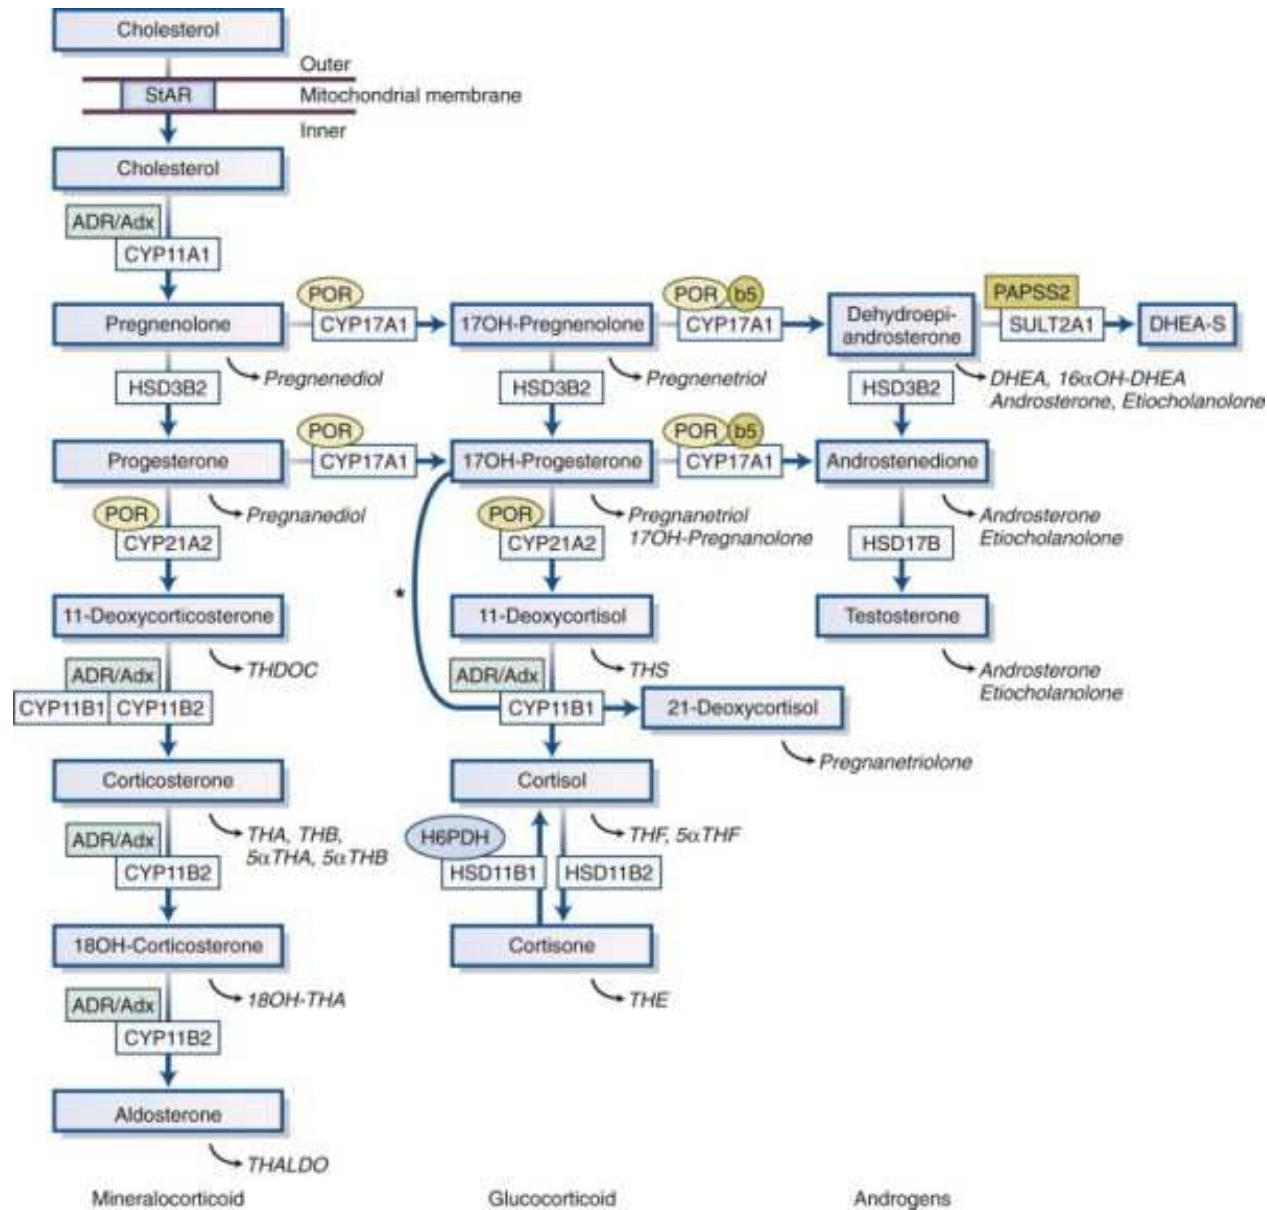 Cholesterol
Outer
StAR
Mitochondrial membrane
Inner
Cholesterol
ADR/Adx
CYP11A1
POR
POR
b5
PAPSS2
Pregnenolone
CYP17A1
17OH-Pregnenolone
CYP17A1
Dehydroepi-
androsterone
SULT2A1
DHEA-S
HSD3B2
Pregnenediol
HSD3B2
Pregnenetriol
HSD3B2
DHEA, 16αOH-DHEA
Androsterone, Etiocholanolone
POR
POR
b5
Progesterone
CYP17A1
17OH-Progesterone
CYP17A1
Androstenedione
POR
CYP21A2
Pregnanediol
POR
CYP21A2
Pregnanetriol
17OH-Pregnanolone
HSD17B
Androsterone
Etiocholanolone
*
11-Deoxycorticosterone
11-Deoxycortisol
Testosterone
ADR/Adx
THDOC
ADR/Adx
THS
Androsterone
Etiocholanolone
CYP11B1
CYP11B2
CYP11B1
21-Deoxycortisol
Pregnanetriolone
Corticosterone
Cortisol
ADR/Adx
THA, THB,
5αTHA, 5αTHB
H6PDH
THF, 5αTHF
CYP11B2
HSD11B1
HSD11B2
18OH-Corticosterone
Cortisone
ADR/Adx
18OH-THA
THE
CYP11B2
Aldosterone
THALDO
Mineralocorticoid
Glucocorticoid
Androgens